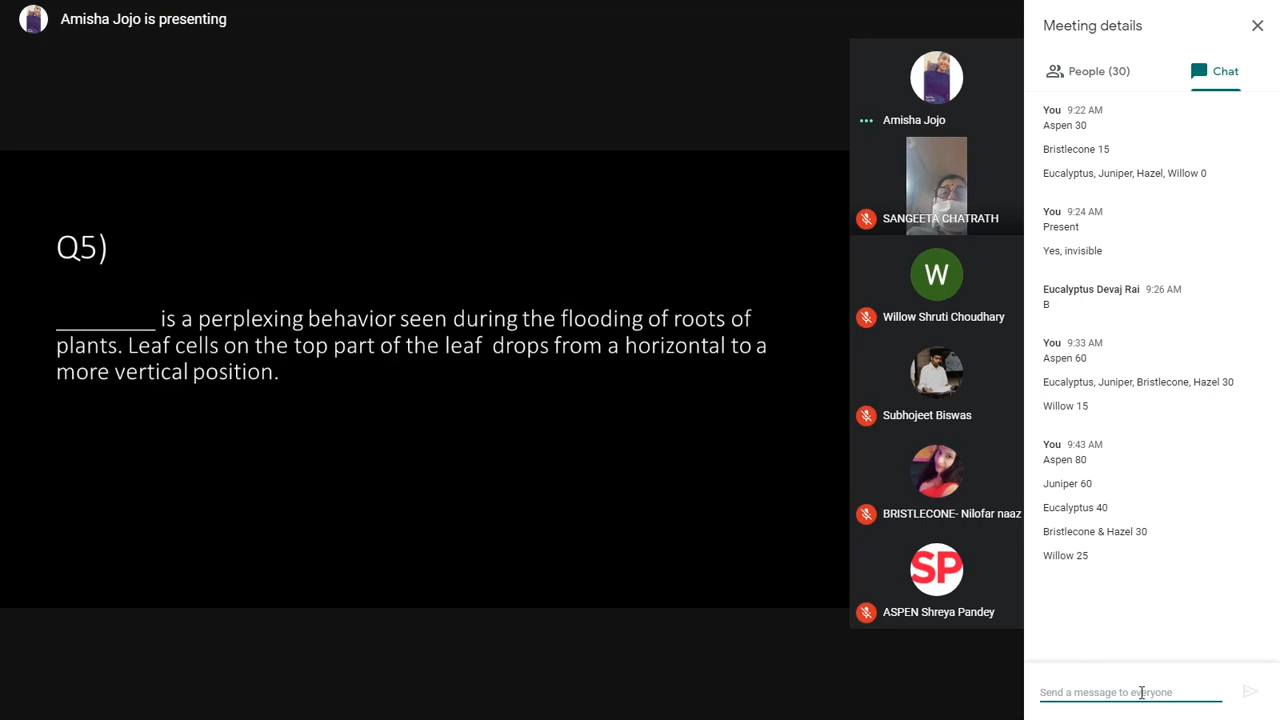 Amisha Jojo is presenting
Q5)
________ is a perplexing behavior seen during the flooding of roots of
plants. Leaf cells on the top part of the leaf drops from a horizontal to a
more vertical position.
Amisha Jojo
SANGEETA CHATRATH
W
Willow Shruti Choudhary
Subhojeet Biswas
BRISTLECONE- Nilofar naaz
SP
ASPEN Shreya Pandey
Meeting details
People (30)
Chat
You 9:22 AM
Aspen 30
Bristlecone 15
Eucalyptus, Juniper, Hazel, Willow 0
You 9:24 AM
Present
Yes, invisible
Eucalyptus Devaj Rai 9:26 AM
B
You 9:33 AM
Aspen 60
Eucalyptus, Juniper, Bristlecone, Hazel 30
Willow 15
You 9:43 AM
Aspen 80
Juniper 60
Eucalyptus 40
Bristlecone & Hazel 30
Willow 25
Send a message to everyone